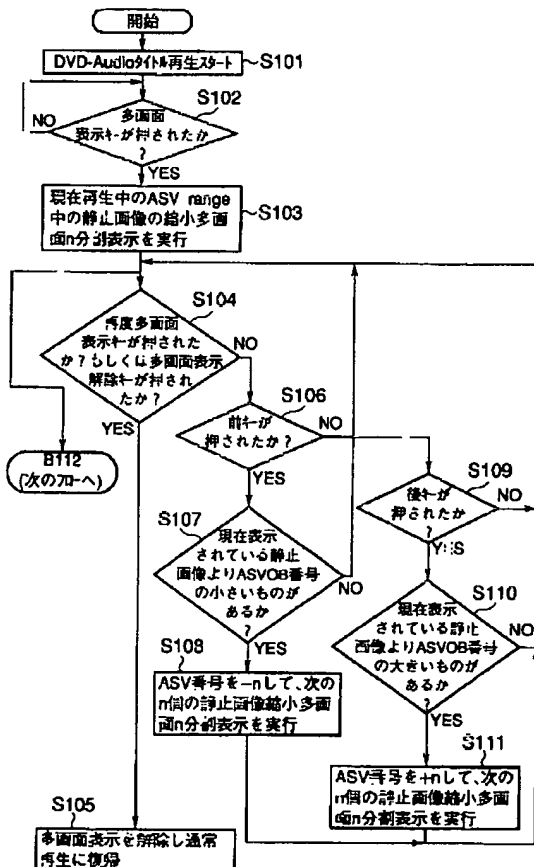 開始
DVD-Audioタイトル再生スタート
S101
S102
多画面
表示キーが押されたか
?
NO
YES
現在再生中のASV range
中の静止画像の縮小多画
面n分割表示を実行
S103
S104
再度多画面
表示キーが押された
か?もしくは多画面表示
解除キーが押され
たか?
NO
YES
B112
(次のフローへ)
S106
前キーが
押されたか?
NO
YES
S109
後キーが
押されたか
?
NO
YES
S107
現在表示
されている静止
画像よりASVOB番号
の小さいものが
あるか
?
NO
YES
S110
現在表示
されている静止
画像よりASVOB番号
の大きいものが
あるか
?
NO
YES
S108
ASV番号を-nして、次の
n個の静止画像縮小多画
面n分割表示を実行
S111
ASV番号を+nして、次の
n個の静止画像縮小多画
面n分割表示を実行
S105
多画面表示を解除し通常
再生に復帰